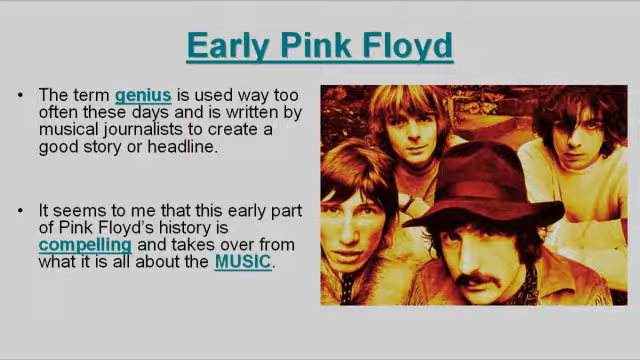 Early Pink Floyd
• The term genius is used way too
often these days and is written by
musical journalists to create a
good story or headline.
• It seems to me that this early part
of Pink Floyd's history is
compelling and takes over from
what it is all about the MUSIC.